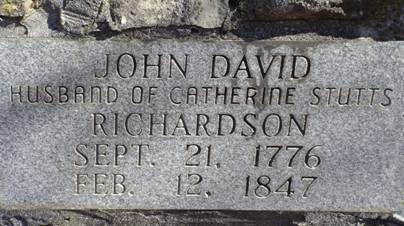 JOHN DAVID
HUSBAND OF CATHERINE STUTTS
RICHARDSON
SEPT. 21, 1776
FEB. 12, 1847